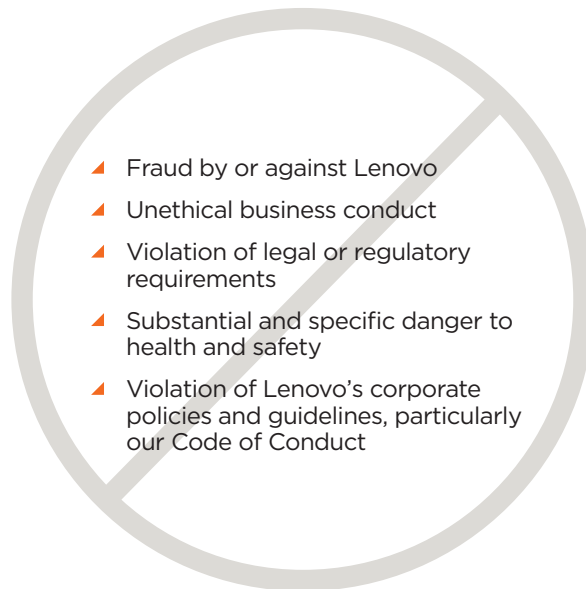 Fraud by or against Lenovo
Unethical business conduct
Violation of legal or regulatory
requirements
Substantial and specific danger to
health and safety
Violation of Lenovo’s corporate
policies and guidelines, particularly
our Code of Conduct